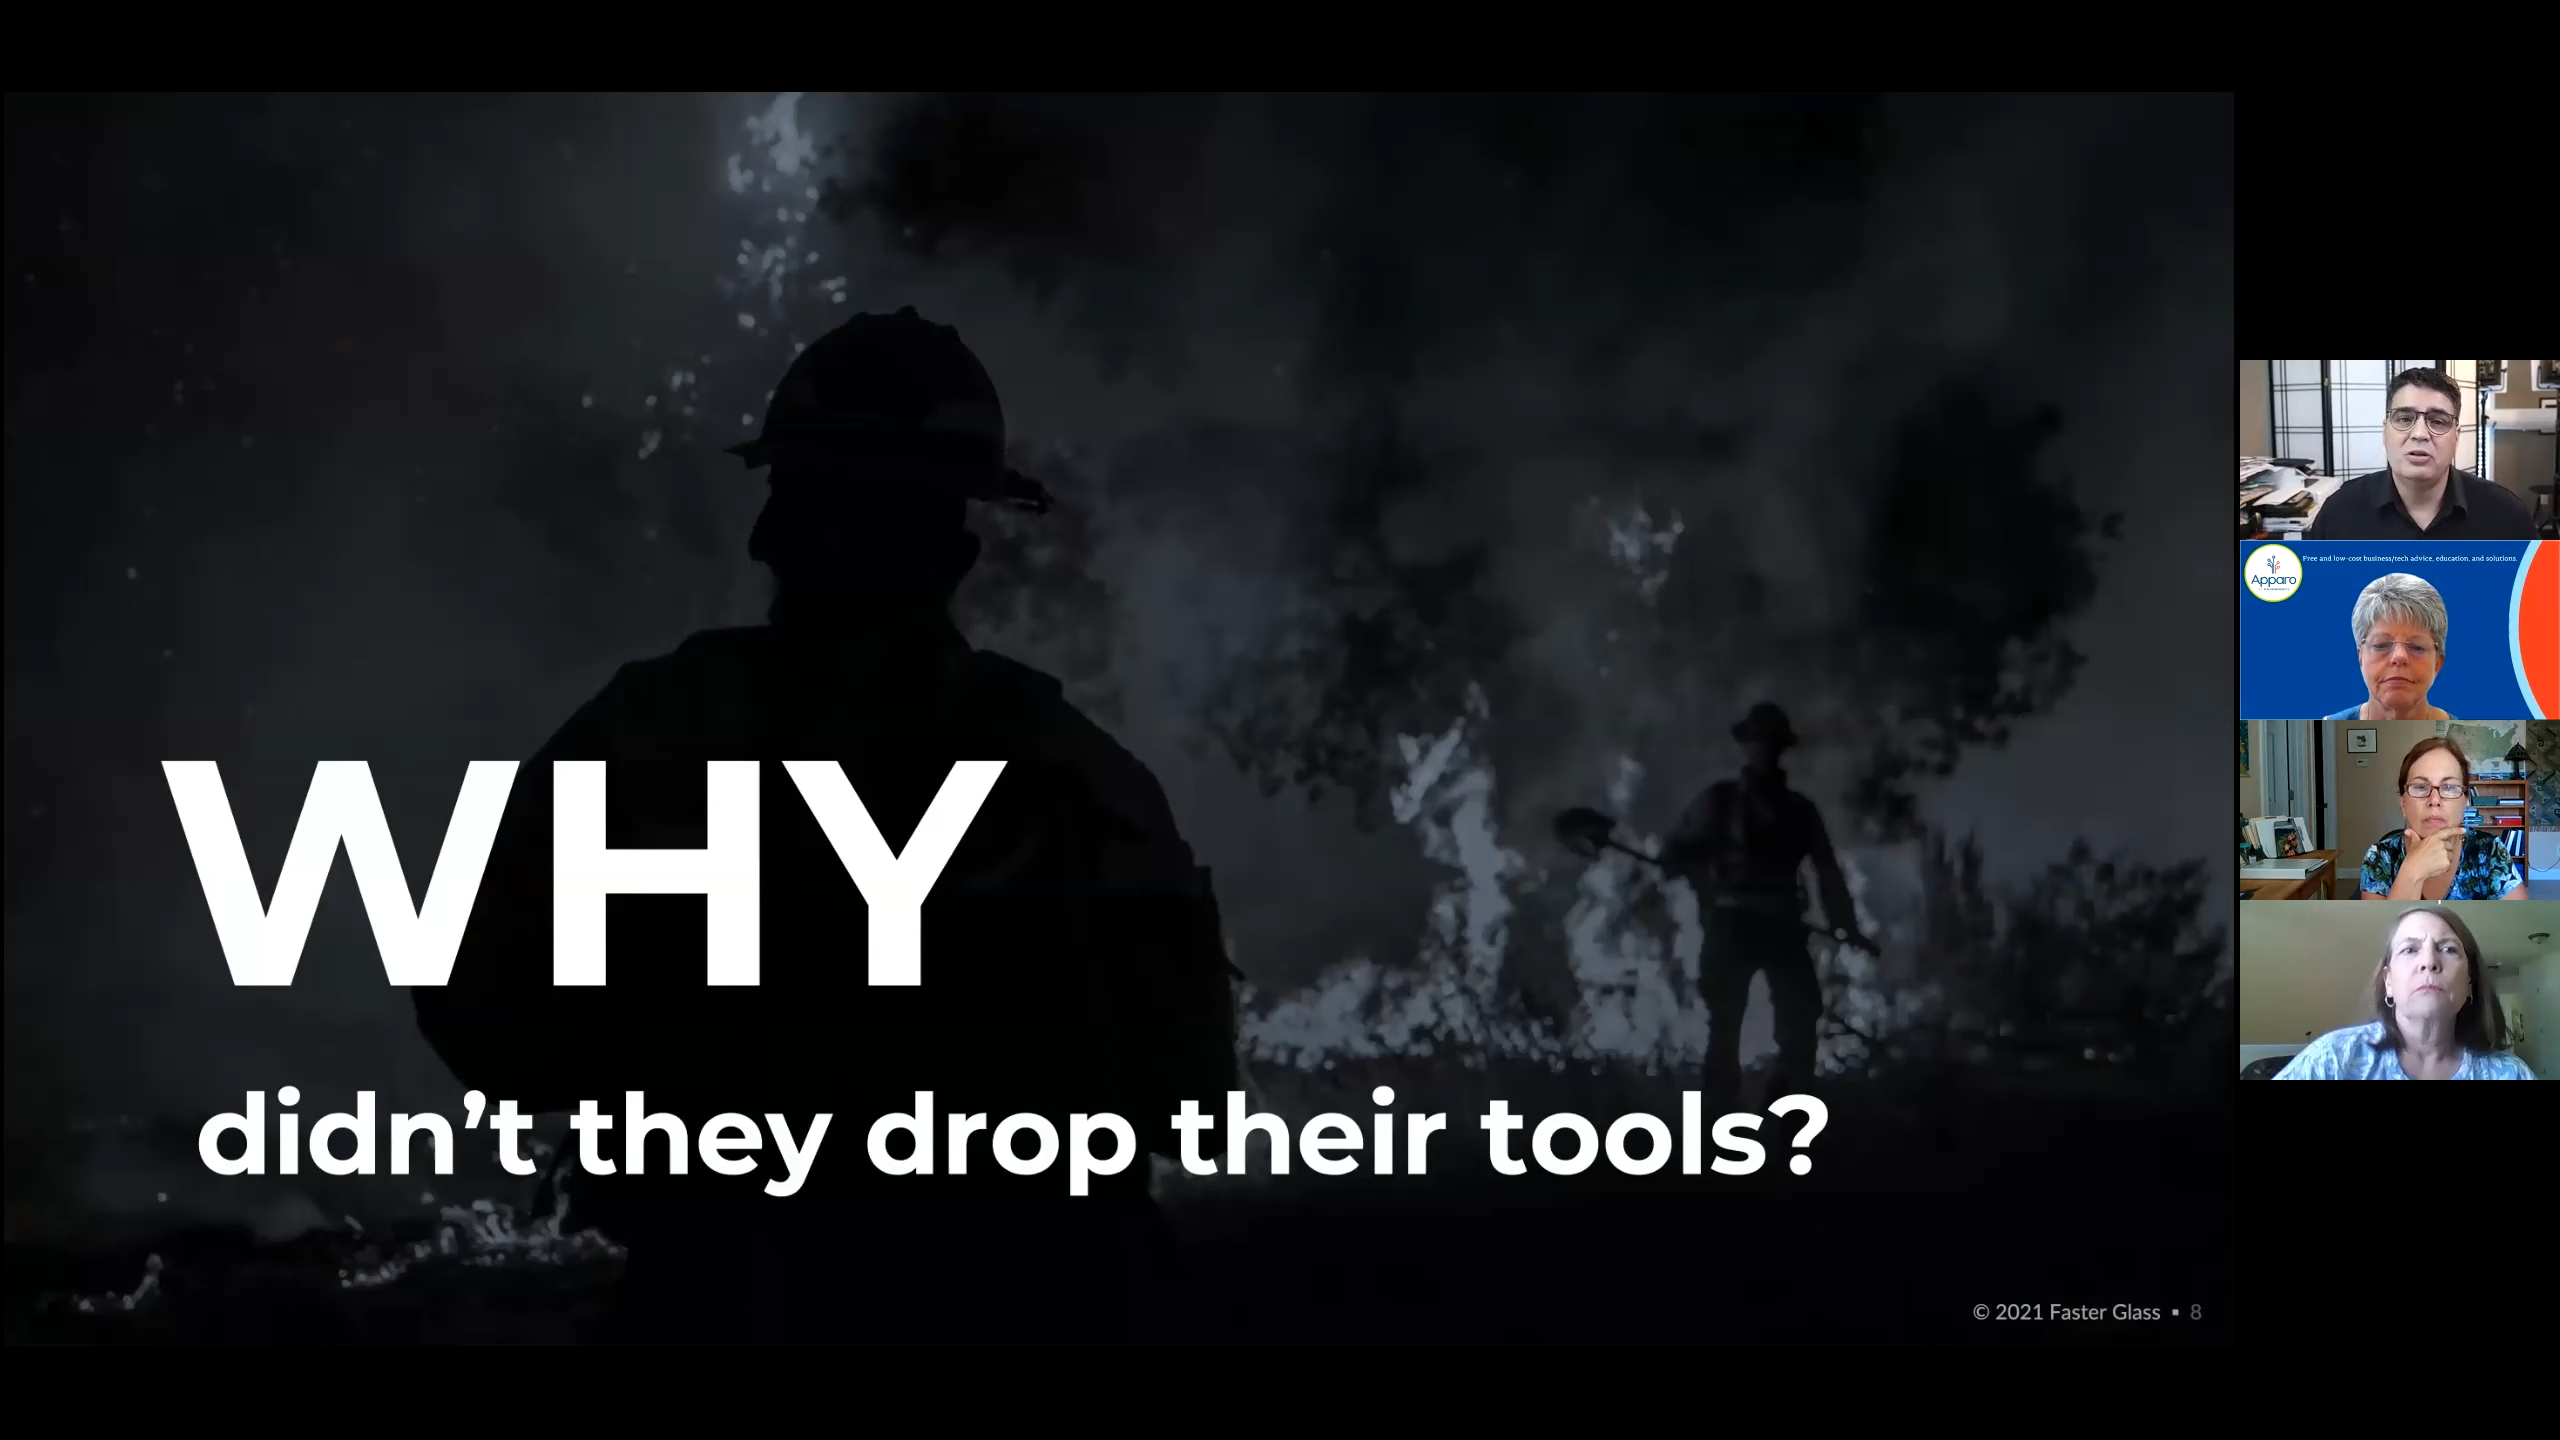 WHY
didn’t they drop their tools?
© 2021 Faster Glass ▪ 8
Free and low-cost business/tech advice, education, and solutions.
Apparo